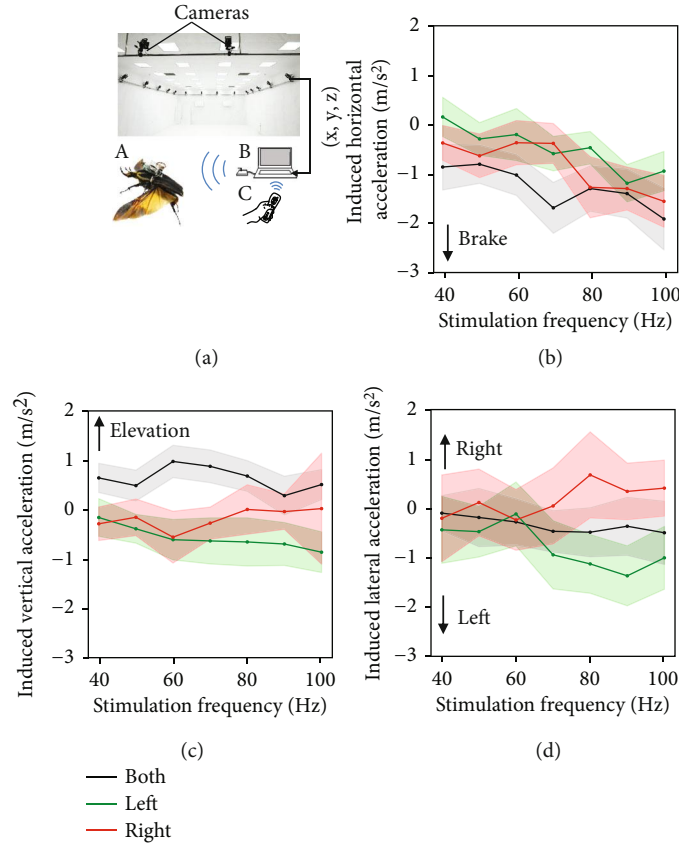 Cameras
A
B
C
(x, y, z)
(a)
Induced horizontal
acceleration (m/s²)
2
1
0
−1
−2
−3
Brake
40
60
80
100
Stimulation frequency (Hz)
(b)
Induced vertical acceleration (m/s²)
2
1
0
−1
−2
−3
Elevation
40
60
80
100
Stimulation frequency (Hz)
(c)
Induced lateral acceleration (m/s²)
2
1
0
−1
−2
−3
Right
Left
40
60
80
100
Stimulation frequency (Hz)
(d)
Both
Left
Right